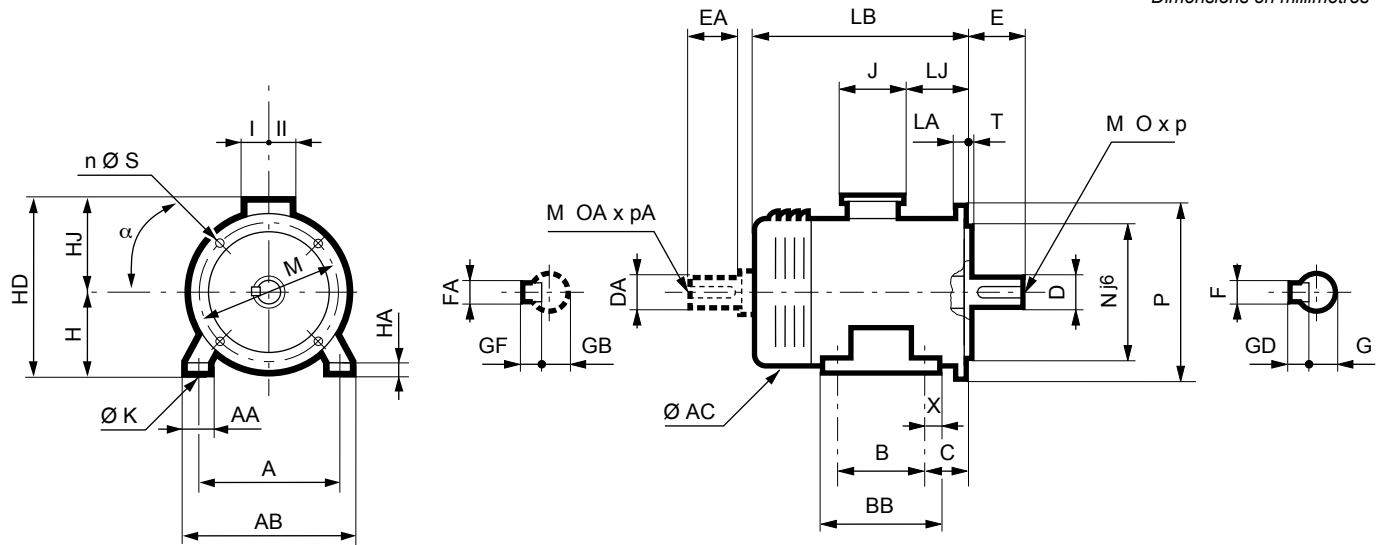 Dimensions en millimètres
EA
LB
E
J
LJ
I
II
LA
T
M O x p
n Ø S
M OA x pA
α
HJ
HD
M
FA
DA
D
N j6
P
F
H
HA
GF
GB
GD
G
Ø K
AA
Ø AC
X
A
B
C
AB
BB